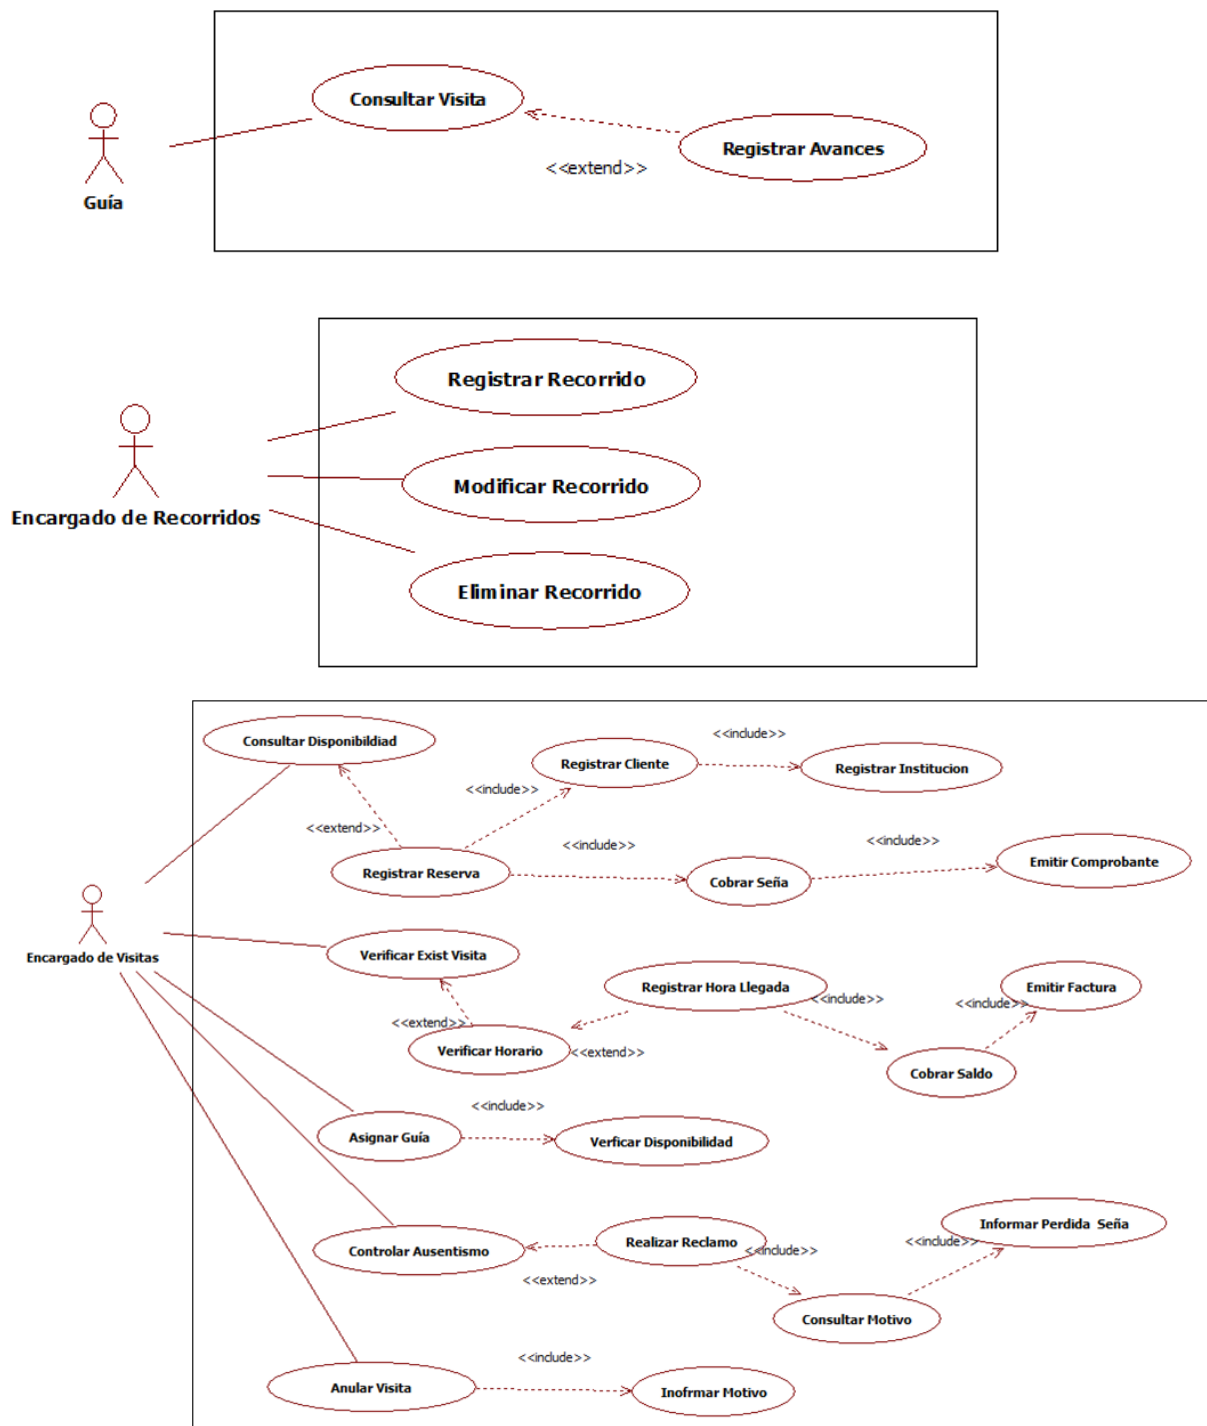 Consultar Visita
Registrar Avances
<<extend>>
Guía
Registrar Recorrido
Modificar Recorrido
Encargado de Recorridos
Eliminar Recorrido
Consultar Disponibildiad
<<include>>
Registrar Cliente
Registrar Institucion
<<include>>
<<extend>>
<<include>>
<<include>>
Registrar Reserva
Cobrar Seña
Emitir Comprobante
Encargado de Visitas
Verificar Exist Visita
Registrar Hora Llegada
Emitir Factura
<<include>>
<<include>>
<<extend>>
Verificar Horario
<<extend>>
Cobrar Saldo
<<include>>
Asignar Guía
Verficar Disponibilidad
Informar Perdida Seña
Controlar Ausentismo
Realizar Reclamo
<<include>>
<<include>>
<<extend>>
Consultar Motivo
<<include>>
Anular Visita
Inofrmar Motivo